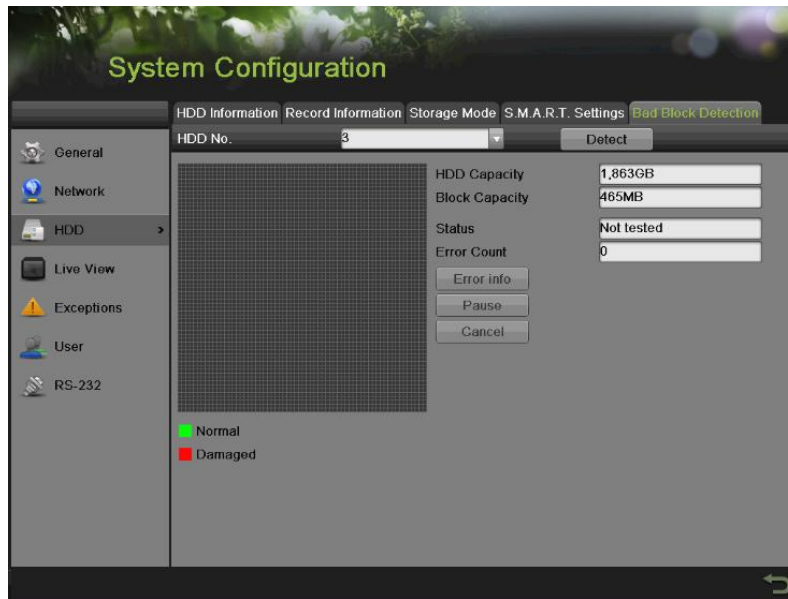 System Configuration
HDD Information Record Information Storage Mode S.M.A.R.T. Settings Bad Block Detection
HDD No. 3 Detect
General
Network
HDD
Live View
Exceptions
User
RS-232
HDD Capacity 1,863GB
Block Capacity 465MB
Status Not tested
Error Count 0
Error info
Pause
Cancel
Normal
Damaged